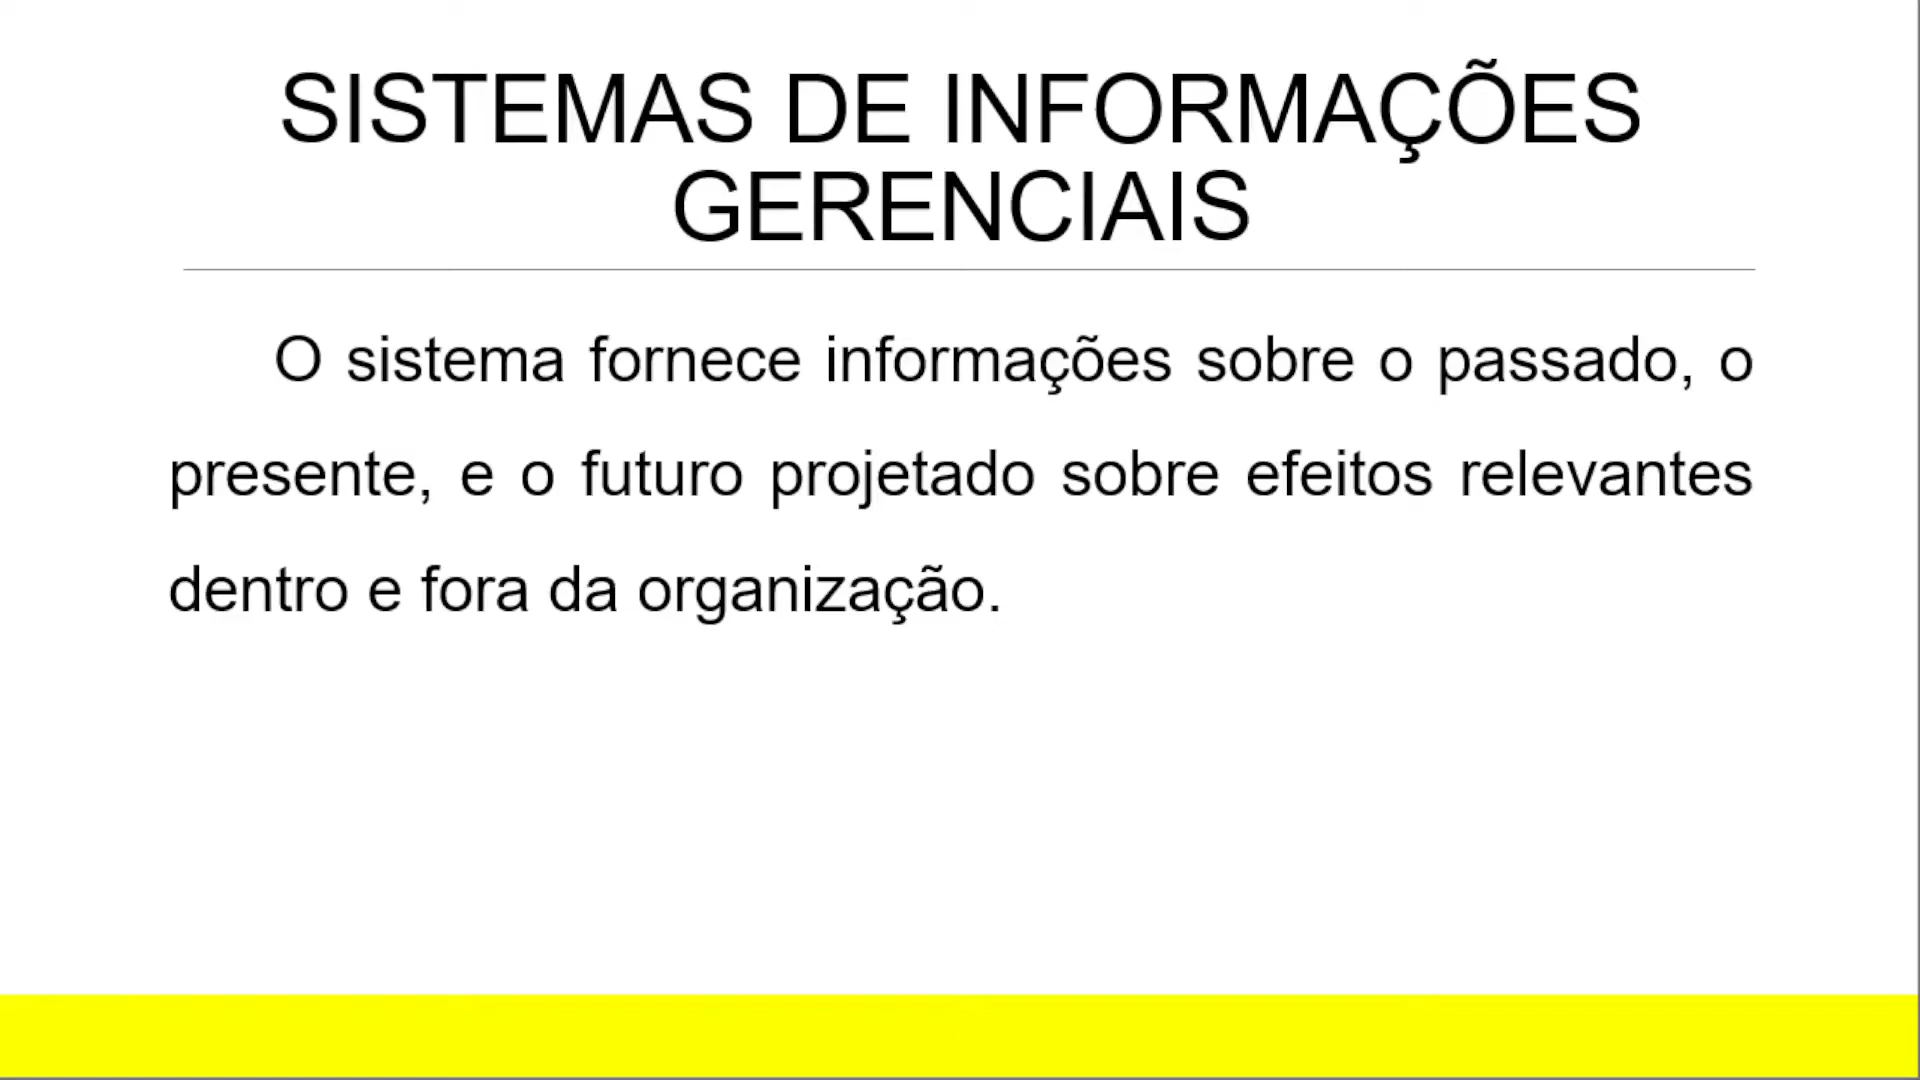 SISTEMAS DE INFORMAÇÕES
GERENCIAIS
O sistema fornece informações sobre o passado, o
presente, e o futuro projetado sobre efeitos relevantes
dentro e fora da organização.